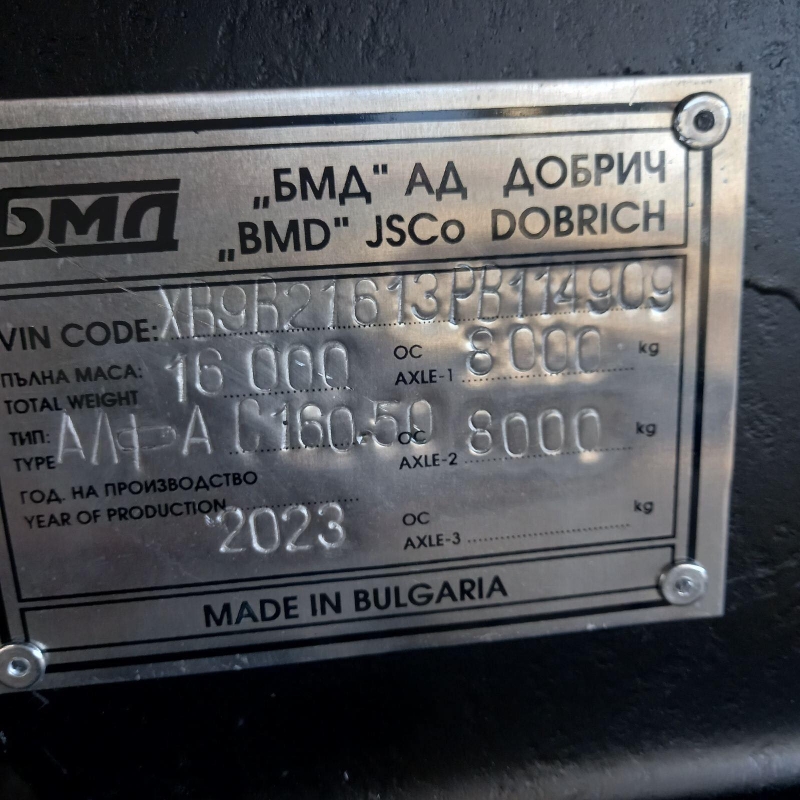 БМД
„БМД" АД ДОБРИЧ
„BMD" JSCo DOBRICH
VIN CODE: XB9B21613PB114909
ПЪЛНА МАСА: 16 000 ОС 8 000 kg
TOTAL WEIGHT AXLE-1
ТИП: АЛФА С160.50 ОС 8000 kg
TYPE AXLE-2
ГОД. НА ПРОИЗВОДСТВО
YEAR OF PRODUCTION 2023 ОС kg
AXLE-3
MADE IN BULGARIA